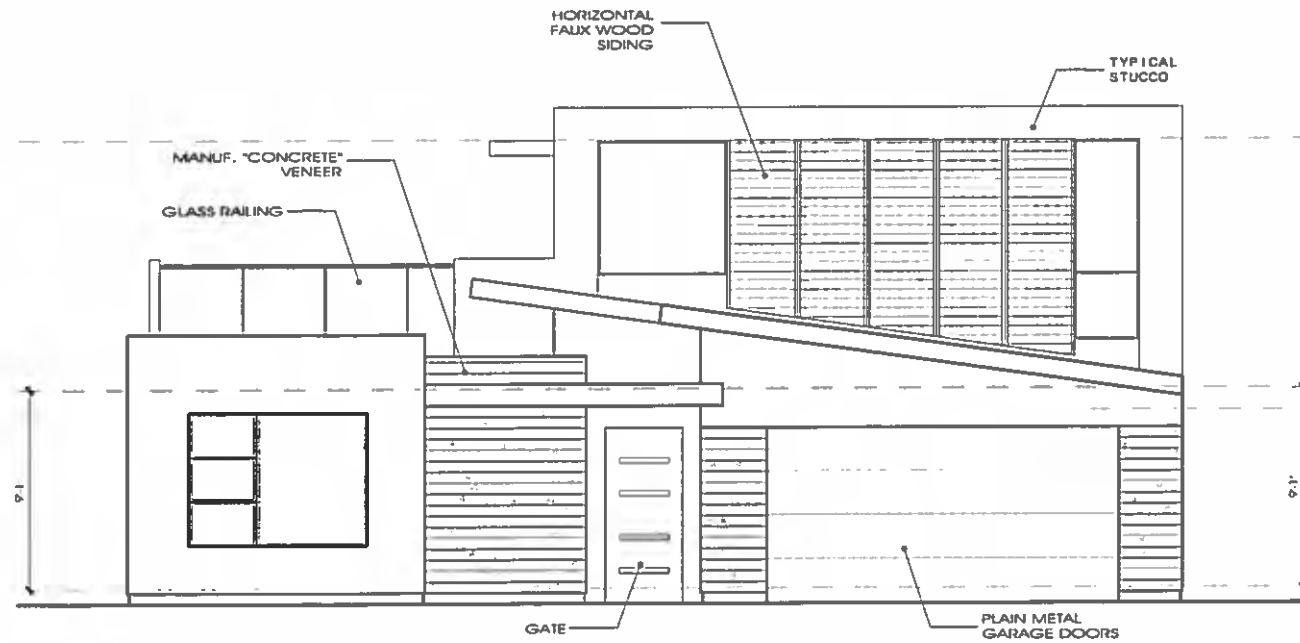 HORIZONTAL
FAUX WOOD
SIDING
TYPICAL
STUCCO
MANUF. "CONCRETE"
VENEER
GLASS RAILING
GATE
PLAIN METAL
GARAGE DOORS